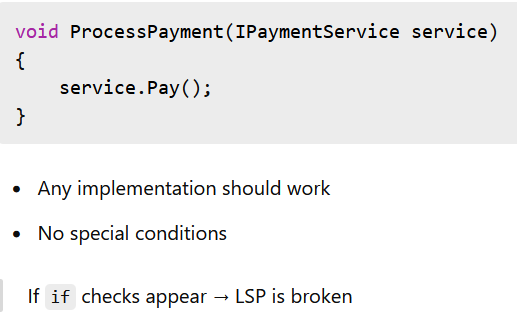 void ProcessPayment(IPaymentService service)
{
    service.Pay();
}
• Any implementation should work
• No special conditions
If if checks appear → LSP is broken